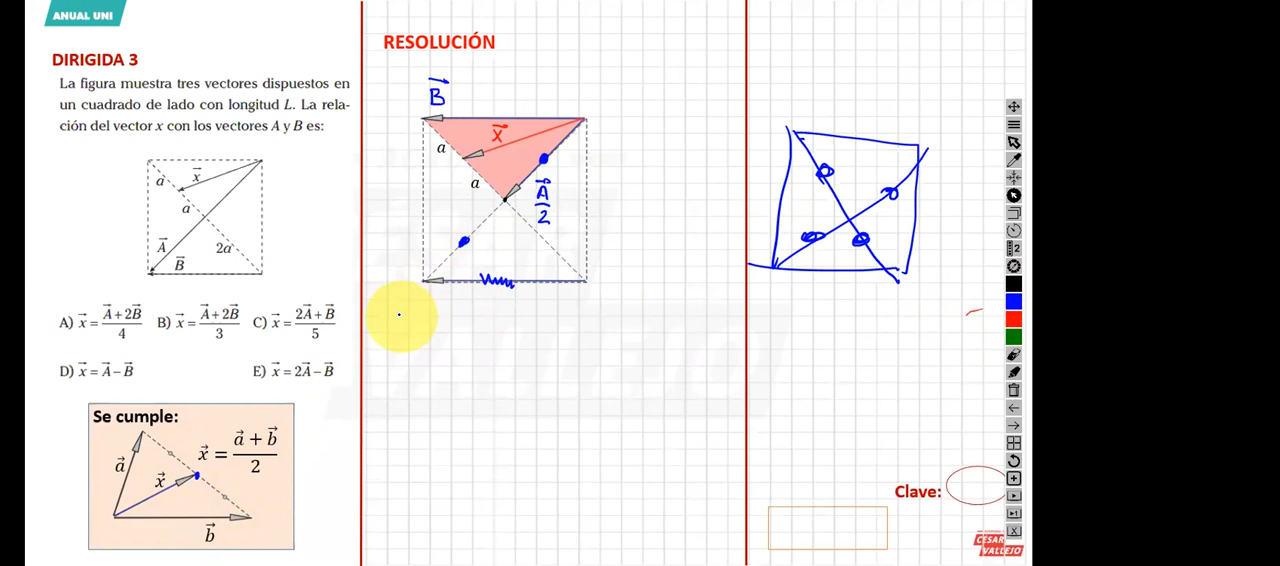 ANUAL UNI
DIRIGIDA 3
La figura muestra tres vectores dispuestos en
un cuadrado de lado con longitud L. La rela-
ción del vector x con los vectores A y B es:
a
x⃗
a
A⃗
2a
B⃗
A) x⃗ = (A⃗ + 2B⃗)/4 B) x⃗ = (A⃗ + 2B⃗)/3 C) x⃗ = (2A⃗ + B⃗)/5
D) x⃗ = A⃗ − B⃗ E) x⃗ = 2A⃗ − B⃗
Se cumple:
x⃗ = (a⃗ + b⃗)/2
a⃗
x⃗
b⃗
RESOLUCIÓN
B⃗
a
x⃗
a
A⃗/2
Clave:
CÉSAR
VALLEJO